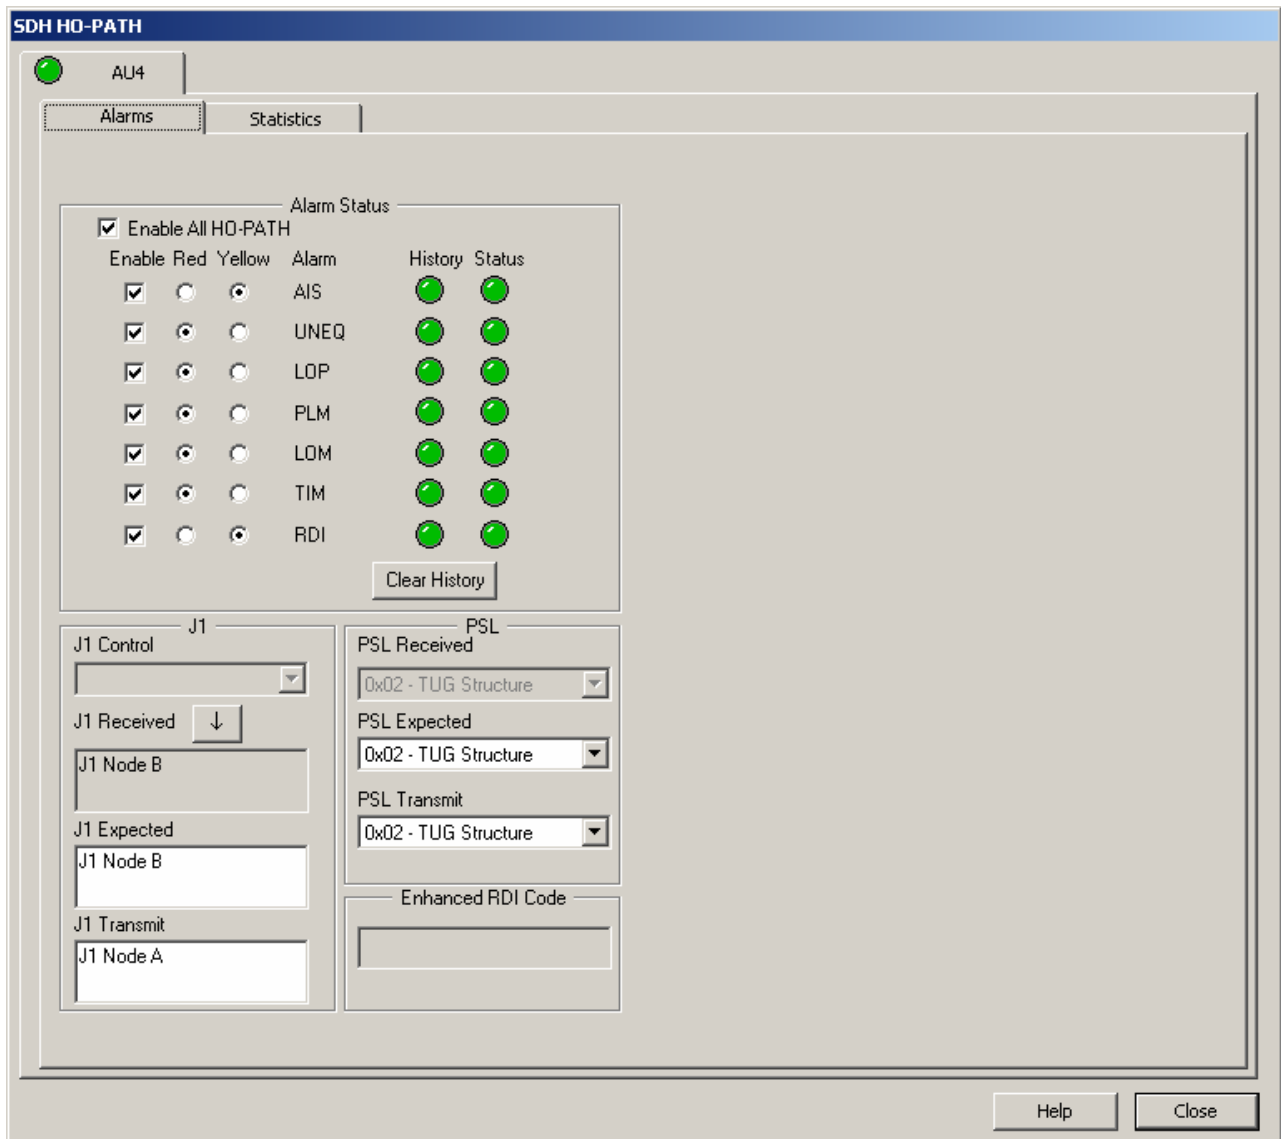 SDH HO-PATH
AU4
Alarms Statistics
Alarm Status
Enable All HO-PATH
Enable Red Yellow Alarm History Status
AIS
UNEQ
LOP
PLM
LOM
TIM
RDI
Clear History
J1
J1 Control
J1 Received ↓
J1 Node B
J1 Expected
J1 Node B
J1 Transmit
J1 Node A
PSL
PSL Received
0x02 - TUG Structure
PSL Expected
0x02 - TUG Structure
PSL Transmit
0x02 - TUG Structure
Enhanced RDI Code
Help Close